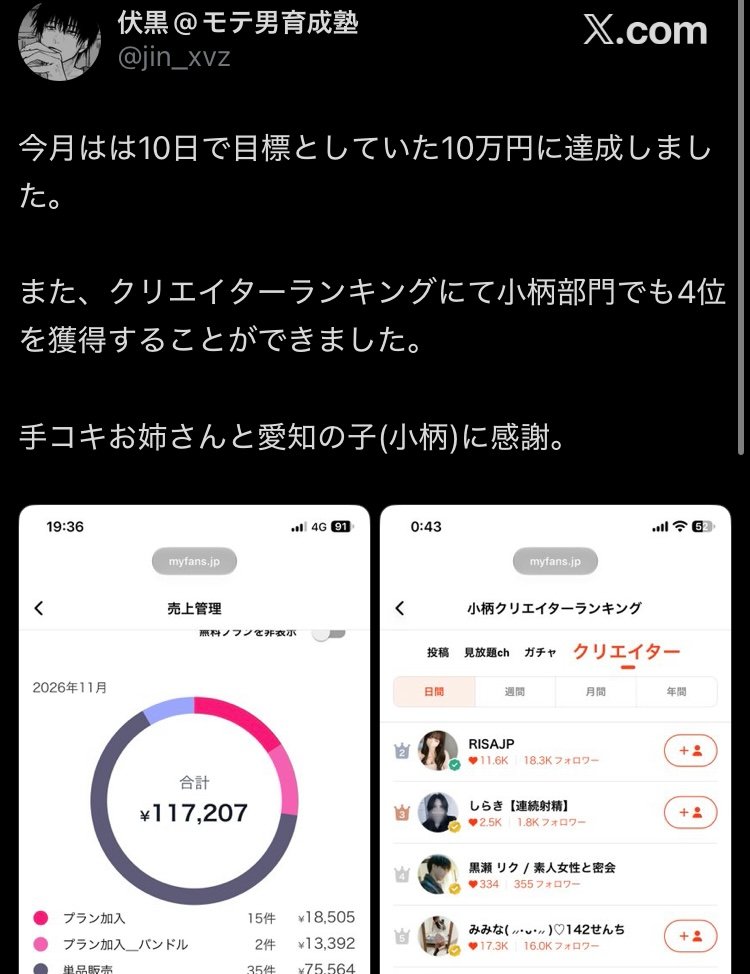 伏黒@モテ男育成塾
@jin_xvz
X.com
今月はは10日で目標としていた10万円に達成しまし
た。
また、クリエイターランキングにて小柄部門でも4位
を獲得することができました。
手コキお姉さんと愛知の子(小柄)に感謝。
19:36
4G 91
myfans.jp
売上管理
無料プランを非表示
2026年11月
合計
¥117,207
プラン加入 15件 ¥18,505
プラン加入__バンドル 2件 ¥13,392
単品販売 35件 ¥75,564
0:43
52
myfans.jp
小柄クリエイターランキング
投稿 見放題ch ガチャ クリエイター
日間 週間 月間 年間
2
RISAJP
11.6K 18.3K フォロワー
3
しらき【連続射精】
2.5K 1.8K フォロワー
4
黒瀬 リク / 素人女性と密会
334 355 フォロワー
5
みみな(⸝⸝•ᴗ•⸝⸝)♡142せんち
17.3K 16.0K フォロワー